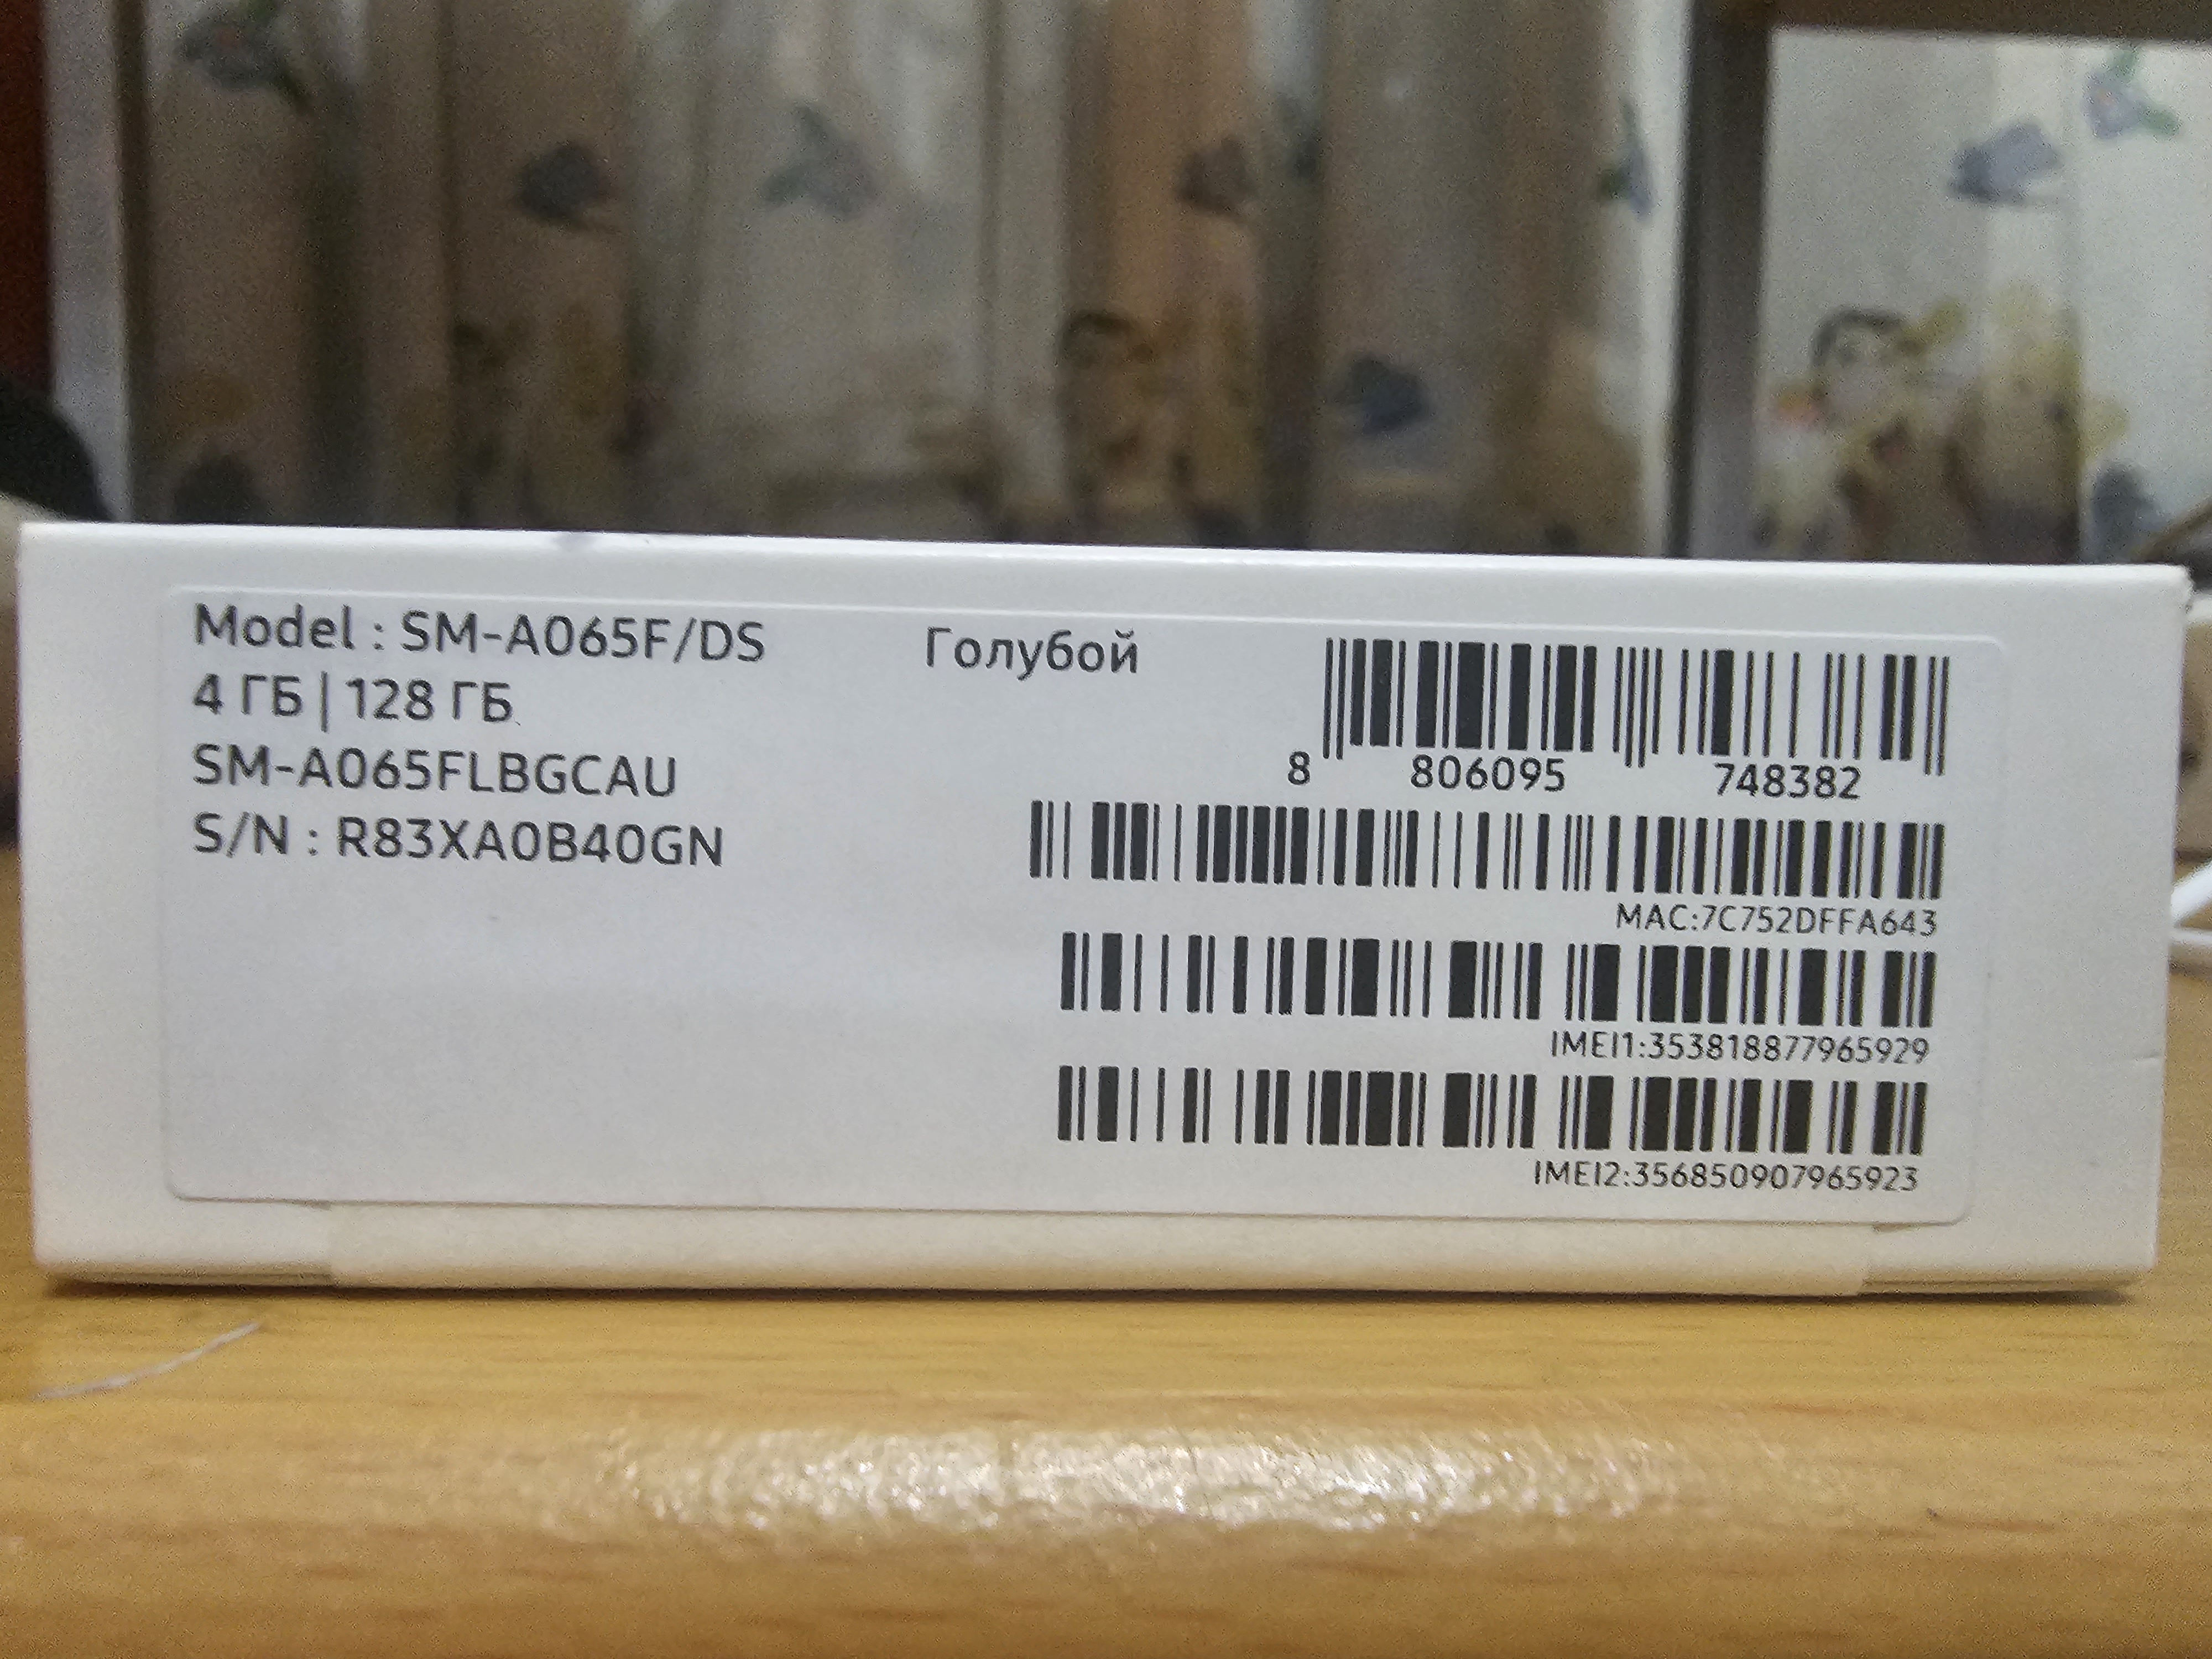 Model : SM-A065F/DS
4 ГБ | 128 ГБ
SM-A065FLBGCAU
S/N : R83XA0B40GN
Голубой
8 806095 748382
MAC:7C752DFFA643
IMEI1:353818877965929
IMEI2:356850907965923